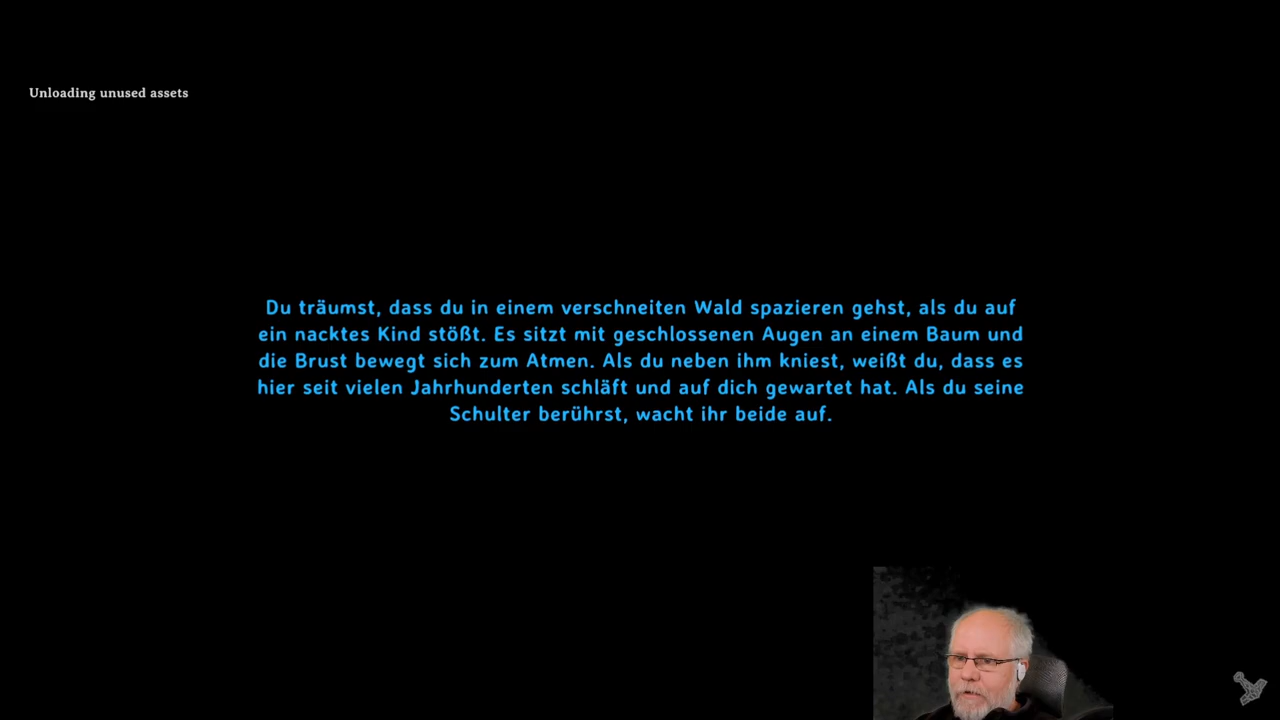 Unloading unused assets
Du träumst, dass du in einem verschneiten Wald spazieren gehst, als du auf
ein nacktes Kind stößt. Es sitzt mit geschlossenen Augen an einem Baum und
die Brust bewegt sich zum Atmen. Als du neben ihm kniest, weißt du, dass es
hier seit vielen Jahrhunderten schläft und auf dich gewartet hat. Als du seine
Schulter berührst, wacht ihr beide auf.